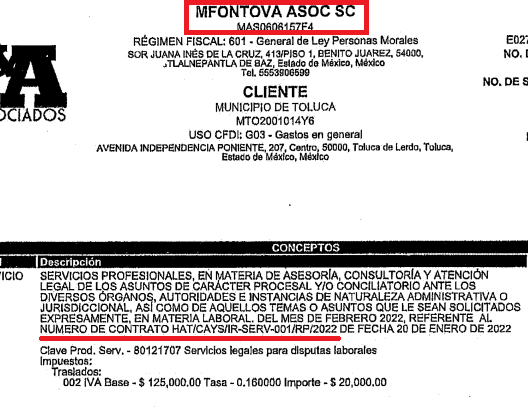 MFONTOVA ASOC SC
MAS0606157F4
RÉGIMEN FISCAL: 601 - General de Ley Personas Morales
SOR JUANA INÉS DE LA CRUZ, 413/PISO 1, BENITO JUAREZ, 54000,
TLALNEPANTLA DE BAZ, Estado de México, México
Tel. 5553906599
E027
NO. D
CLIENTE
NO. DE S
MUNICIPIO DE TOLUCA
MTO2001014Y6
USO CFDI: G03 - Gastos en general
AVENIDA INDEPENDENCIA PONIENTE, 207, Centro, 50000, Toluca de Lerdo, Toluca,
Estado de México, México
A
OCIADOS
CONCEPTOS
Descripción
ICIO SERVICIOS PROFESIONALES, EN MATERIA DE ASESORÍA, CONSULTORÍA Y ATENCIÓN
LEGAL DE LOS ASUNTOS DE CARÁCTER PROCESAL Y/O CONCILIATORIO ANTE LOS
DIVERSOS ÓRGANOS, AUTORIDADES E INSTANCIAS DE NATURALEZA ADMINISTRATIVA O
JURISDICCIONAL, ASÍ COMO DE AQUELLOS TEMAS O ASUNTOS QUE LE SEAN SOLICITADOS
EXPRESAMENTE, EN MATERIA LABORAL, DEL MES DE FEBRERO 2022, REFERENTE AL
NUMERO DE CONTRATO HAT/CAYS/IR-SERV-001/RP/2022 DE FECHA 20 DE ENERO DE 2022
Clave Prod. Serv. - 80121707 Servicios legales para disputas laborales
Impuestos:
Traslados:
002 IVA Base - $ 125,000.00 Tasa - 0.160000 Importe - $ 20,000.00